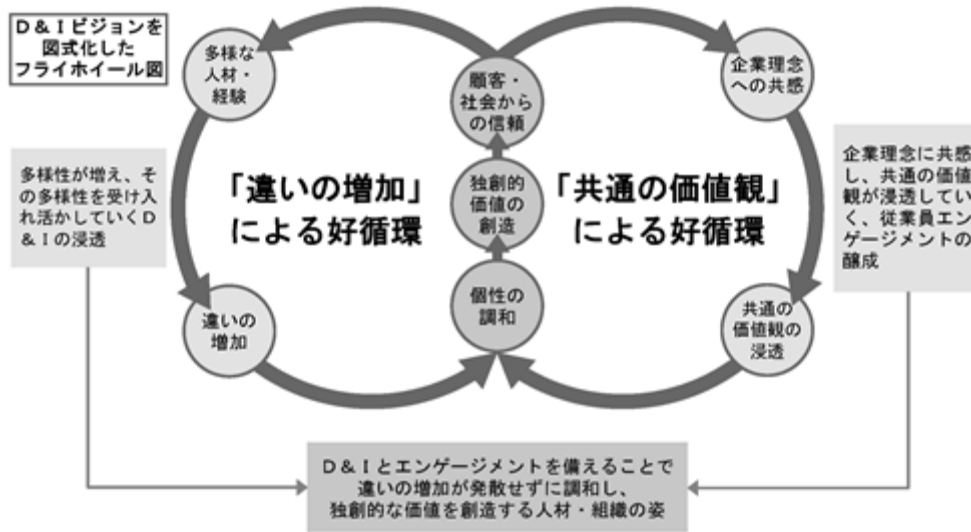 D&Iビジョンを
図式化した
フライホイール図
多様な
人材・
経験
顧客・
社会から
の信頼
企業理念
への共感
多様性が増え、そ
の多様性を受け入
れ活かしていくD
&Iの浸透
「違いの増加」
による好循環
独創的
価値の
創造
「共通の価値観」
による好循環
企業理念に共感
し、共通の価値
観が浸透してい
く、従業員エン
ゲージメントの
醸成
違いの
増加
個性の
調和
共通の
価値観の
浸透
D&Iとエンゲージメントを備えることで
違いの増加が発散せずに調和し、
独創的な価値を創造する人材・組織の姿